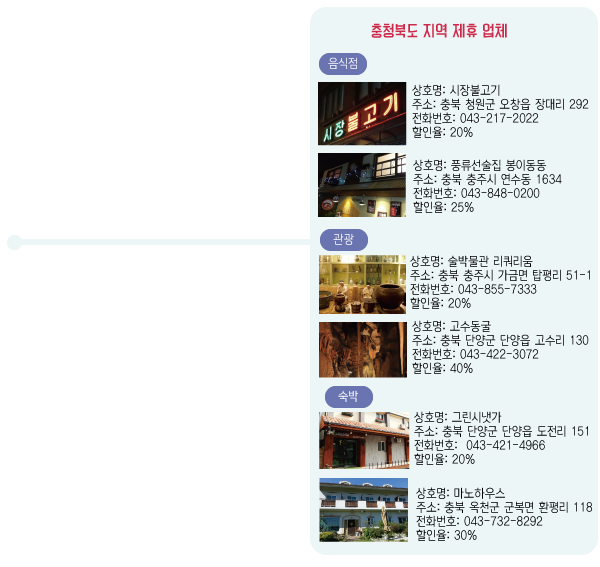 충청북도 지역 제휴 업체
음식점
시장불고기
상호명: 시장불고기
주소: 충북 청원군 오창읍 장대리 292
전화번호: 043-217-2022
할인율: 20%
상호명: 풍류선술집 봉이동동
주소: 충북 충주시 연수동 1634
전화번호: 043-848-0200
할인율: 25%
관광
상호명: 술박물관 리쿼리움
주소: 충북 충주시 가금면 탑평리 51-1
전화번호: 043-855-7333
할인율: 20%
상호명: 고수동굴
주소: 충북 단양군 단양읍 고수리 130
전화번호: 043-422-3072
할인율: 40%
숙박
상호명: 그린시냇가
주소: 충북 단양군 단양읍 도전리 151
전화번호: 043-421-4966
할인율: 20%
상호명: 마노하우스
주소: 충북 옥천군 군북면 환평리 118
전화번호: 043-732-8292
할인율: 30%